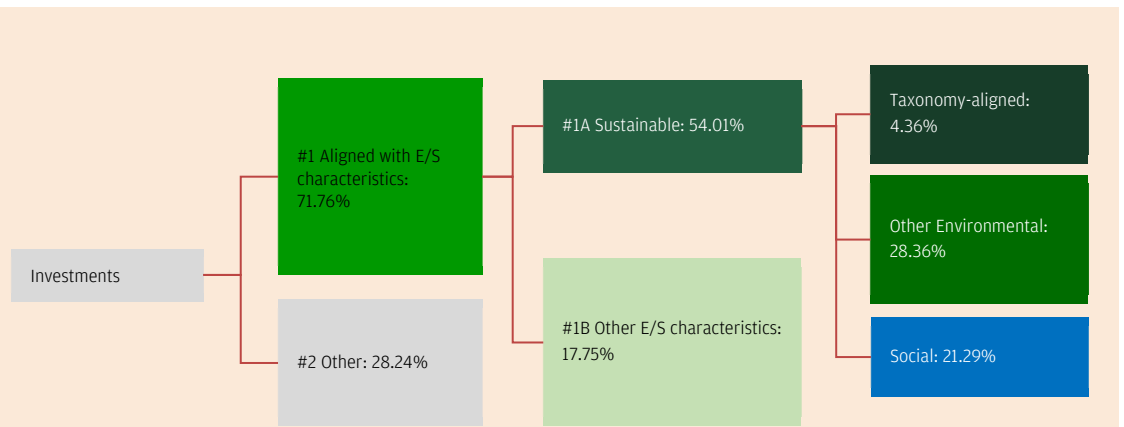 Investments
#1 Aligned with E/S
characteristics:
71.76%
#2 Other: 28.24%
#1A Sustainable: 54.01%
#1B Other E/S characteristics:
17.75%
Taxonomy-aligned:
4.36%
Other Environmental:
28.36%
Social: 21.29%